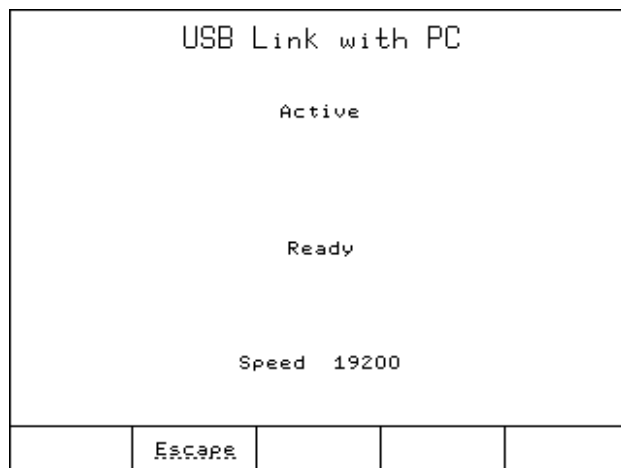 USB Link with PC
Active
Ready
Speed 19200
Escape